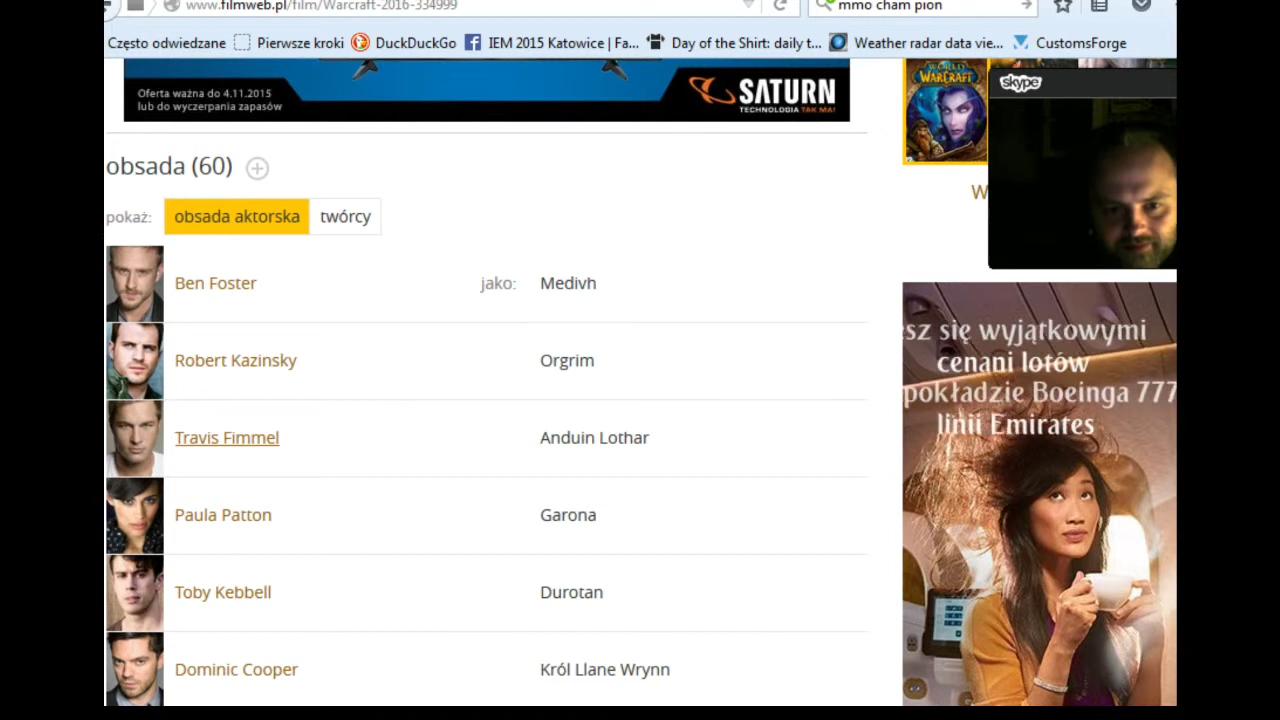 www.filmweb.pl/film/Warcraft-2016-334999
mmo cham pion
Często odwiedzane Pierwsze kroki DuckDuckGo IEM 2015 Katowice | Fa... Day of the Shirt: daily t... Weather radar data vie... CustomsForge
Oferta ważna do 4.11.2015
lub do wyczerpania zapasów
SATURN
TECHNOLOGIA TAK MA!
WORLD
WARCRAFT
skype
W
obsada (60)
pokaż: obsada aktorska twórcy
Ben Foster jako: Medivh
Robert Kazinsky Orgrim
Travis Fimmel Anduin Lothar
Paula Patton Garona
Toby Kebbell Durotan
Dominic Cooper Król Llane Wrynn
esz się wyjątkowymi
cenani lotów
pokładzie Boeinga 777
linii Emirates